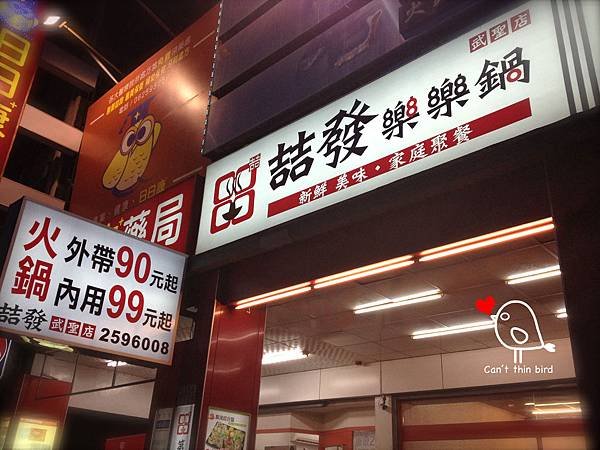 武聖店
喆發樂樂鍋
新鮮美味・家庭聚餐
火鍋
外帶90元起
內用99元起
喆發 武聖店 2596008
藥局
Can't thin bird